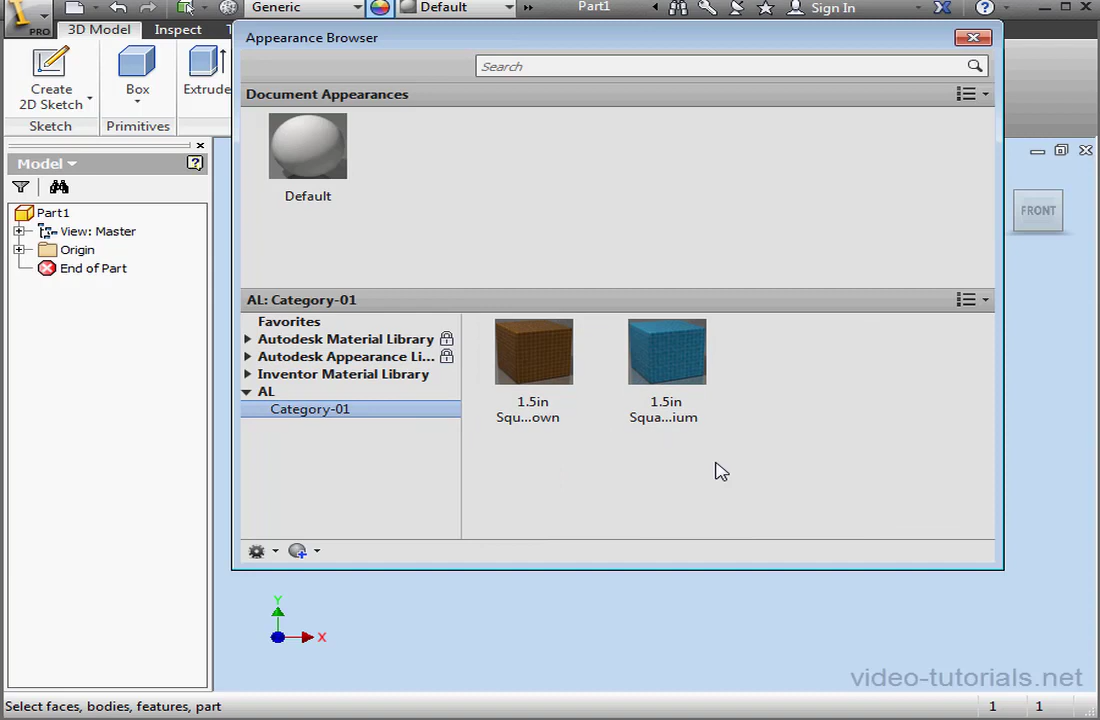 PRO
Generic
Default
Part1
Sign In
3D Model
Inspect
Create
2D Sketch
Box
Extrude
Sketch
Primitives
Appearance Browser
Search
Document Appearances
Default
Model
Part1
View: Master
Origin
End of Part
FRONT
AL: Category-01
Favorites
Autodesk Material Library
Autodesk Appearance Li...
Inventor Material Library
AL
Category-01
1.5in
Squ...own
1.5in
Squa...ium
Y
X
video-tutorials.net
Select faces, bodies, features, part
1
1